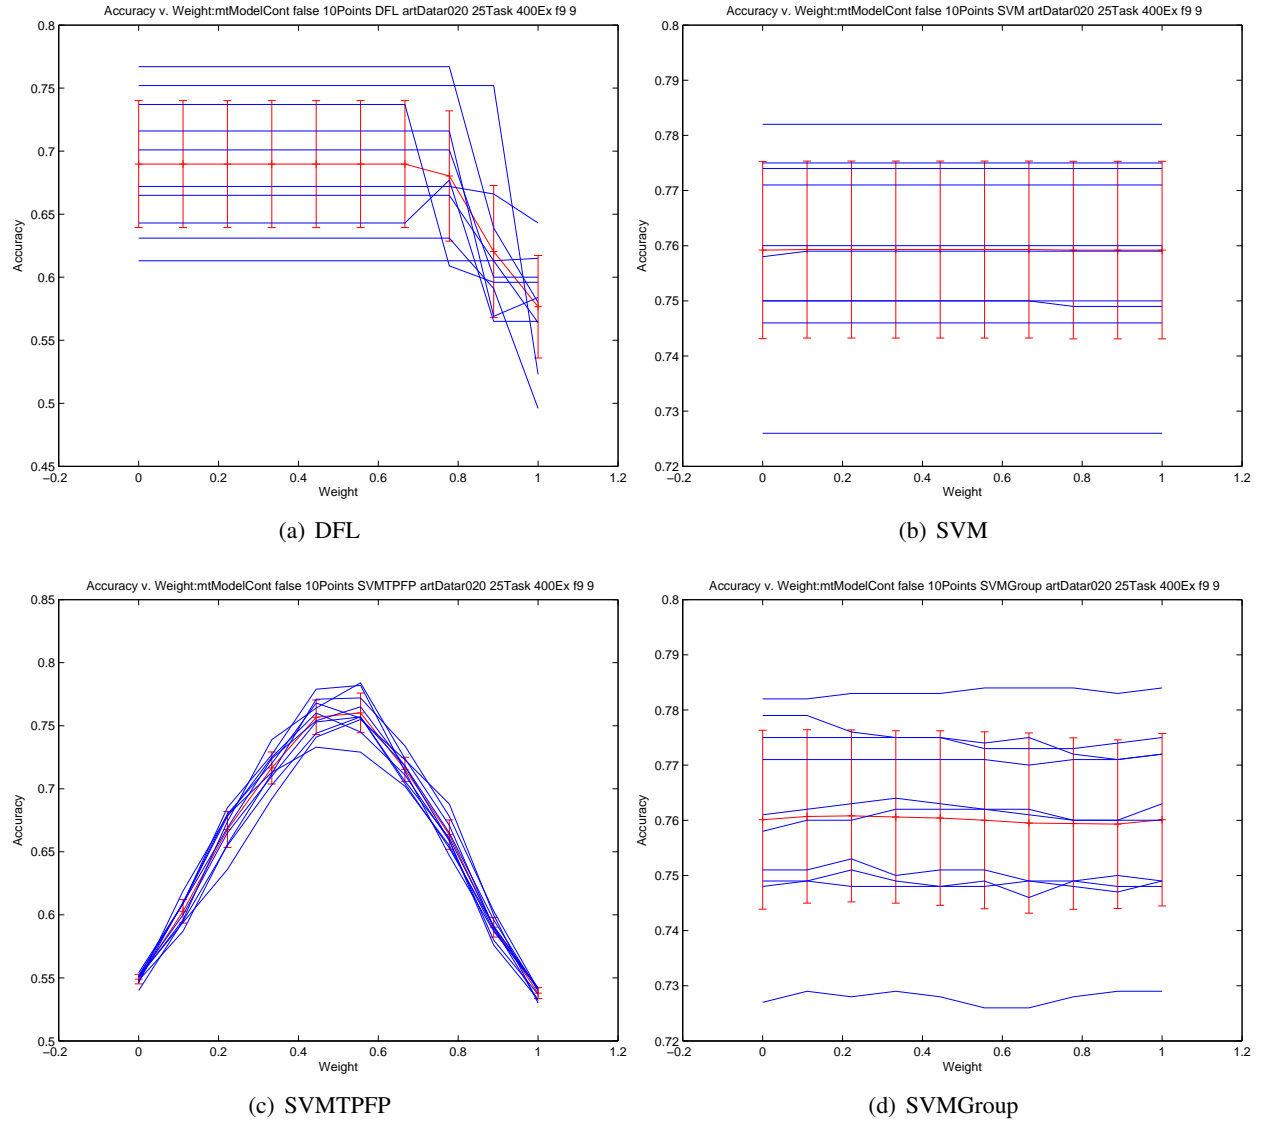 Accuracy v. Weight:mtModelCont false 10Points DFL artDatar020 25Task 400Ex f9 9
0.8
0.75
0.7
0.65
0.6
0.55
0.5
0.45
Accuracy
−0.2 0 0.2 0.4 0.6 0.8 1 1.2
Weight
(a) DFL
Accuracy v. Weight:mtModelCont false 10Points SVM artDatar020 25Task 400Ex f9 9
0.8
0.79
0.78
0.77
0.76
0.75
0.74
0.73
0.72
Accuracy
−0.2 0 0.2 0.4 0.6 0.8 1 1.2
Weight
(b) SVM
Accuracy v. Weight:mtModelCont false 10Points SVMTPFP artDatar020 25Task 400Ex f9 9
0.85
0.8
0.75
0.7
0.65
0.6
0.55
0.5
Accuracy
−0.2 0 0.2 0.4 0.6 0.8 1 1.2
Weight
(c) SVMTPFP
Accuracy v. Weight:mtModelCont false 10Points SVMGroup artDatar020 25Task 400Ex f9 9
0.8
0.79
0.78
0.77
0.76
0.75
0.74
0.73
0.72
Accuracy
−0.2 0 0.2 0.4 0.6 0.8 1 1.2
Weight
(d) SVMGroup